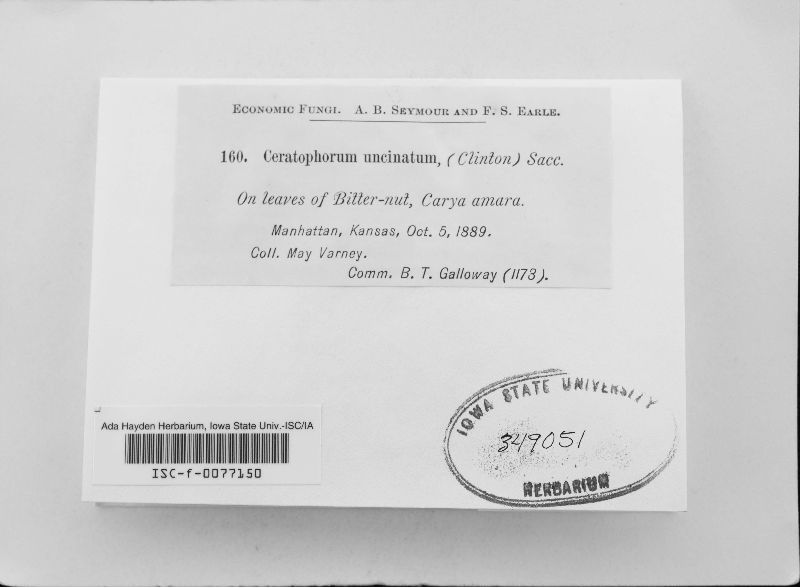 Economic Fungi. A. B. Seymour and F. S. Earle.
160. Ceratophorum uncinatum, (Clinton) Sacc.
On leaves of Bitter-nut, Carya amara.
Manhattan, Kansas, Oct. 5, 1889.
Coll. May Varney.
Comm. B. T. Galloway (1173).
Ada Hayden Herbarium, Iowa State Univ.-ISC/IA
ISC-f-0077150
IOWA STATE UNIVERSITY
349051
HERBARIUM